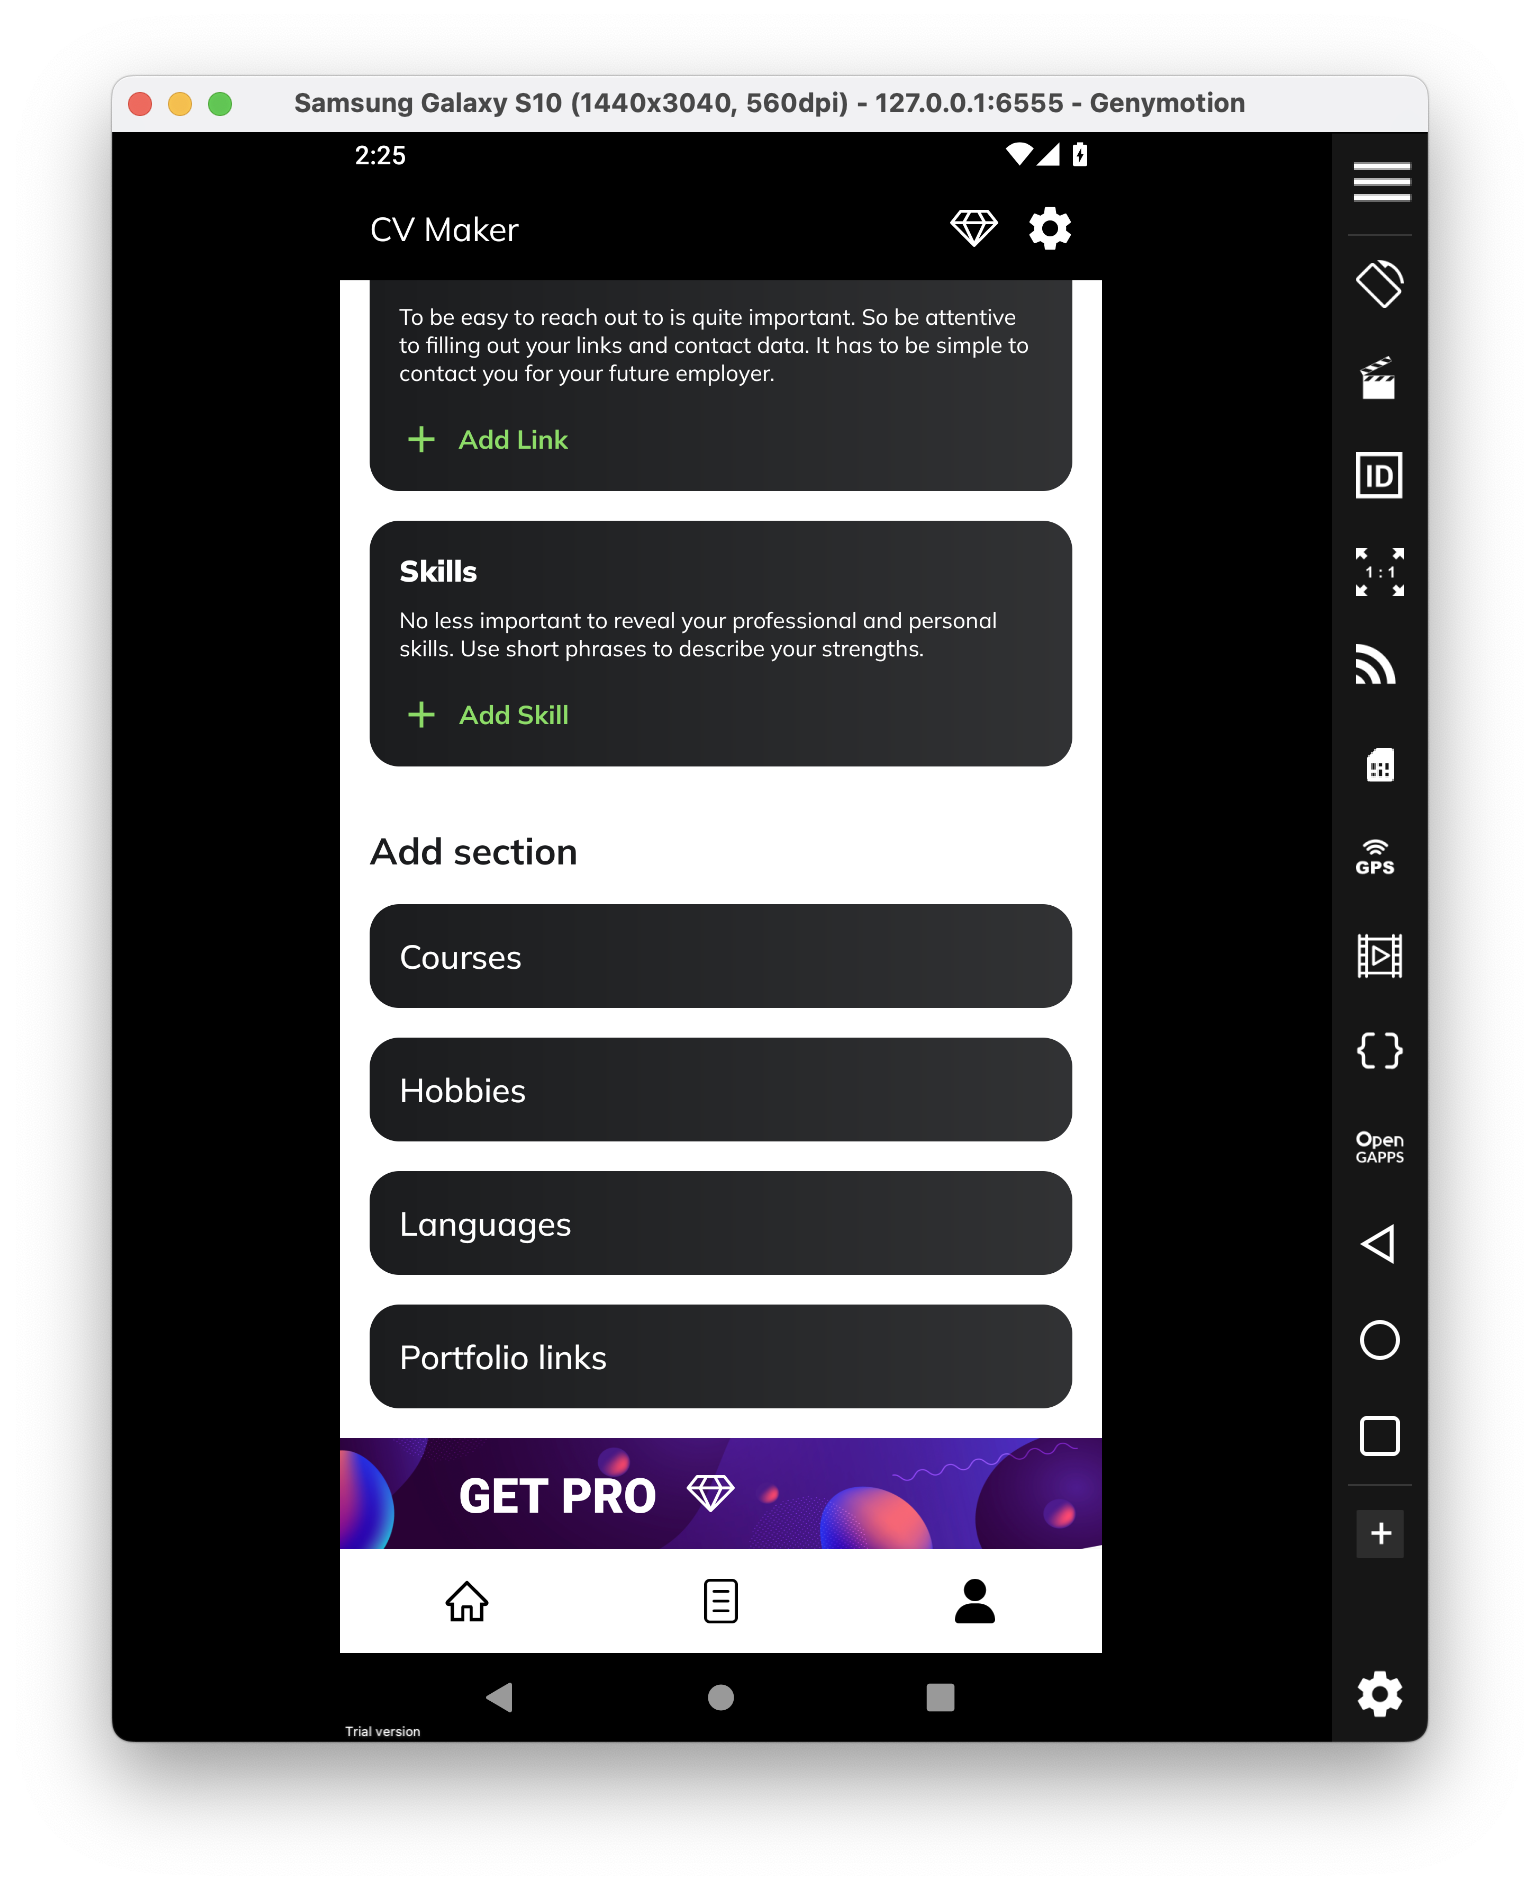 Samsung Galaxy S10 (1440x3040, 560dpi) - 127.0.0.1:6555 - Genymotion
2:25
CV Maker
To be easy to reach out to is quite important. So be attentive
to filling out your links and contact data. It has to be simple to
contact you for your future employer.
+ Add Link
Skills
No less important to reveal your professional and personal
skills. Use short phrases to describe your strengths.
+ Add Skill
Add section
Courses
Hobbies
Languages
Portfolio links
GET PRO
Trial version
ID
1:1
GPS
{}
Open
GAPPS
+